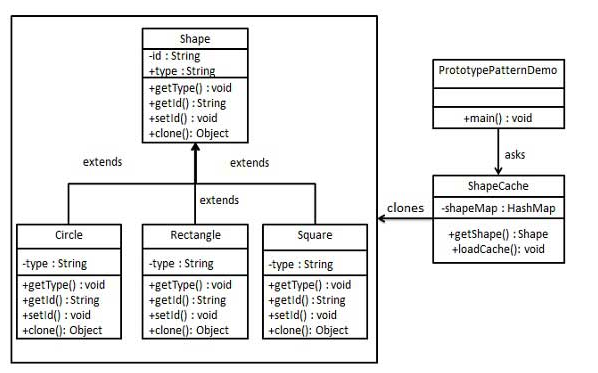 Shape
-id : String
+type : String
+getType() : void
+getId() : String
+setId() : void
+clone(): Object
PrototypePatternDemo
+main() : void
asks
ShapeCache
-shapeMap : HashMap
+getShape() : Shape
+loadCache(): void
clones
extends
extends
extends
Circle
-type : String
+getType() : void
+getId() : String
+setId() : void
+clone(): Object
Rectangle
-type : String
+getType() : void
+getId() : String
+setId() : void
+clone(): Object
Square
-type : String
+getType() : void
+getId() : String
+setId() : void
+clone(): Object